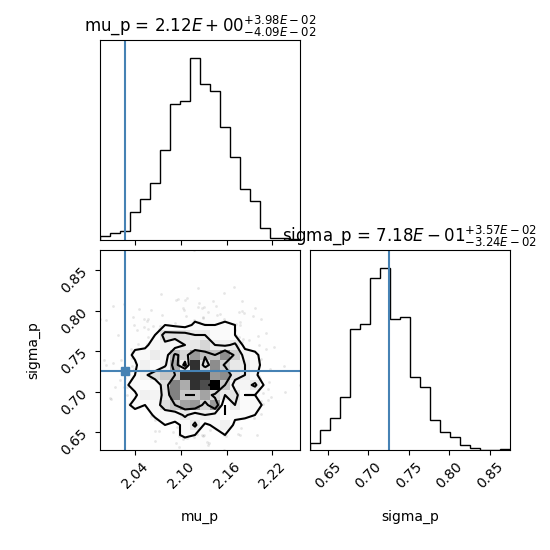 mu_p = 2.12E+00+3.98E−02 −4.09E−02
sigma_p = 7.18E−01+3.57E−02 −3.24E−02
0.85
0.80
0.75
0.70
0.65
sigma_p
2.04 2.10 2.16 2.22
0.65 0.70 0.75 0.80 0.85
mu_p
sigma_p